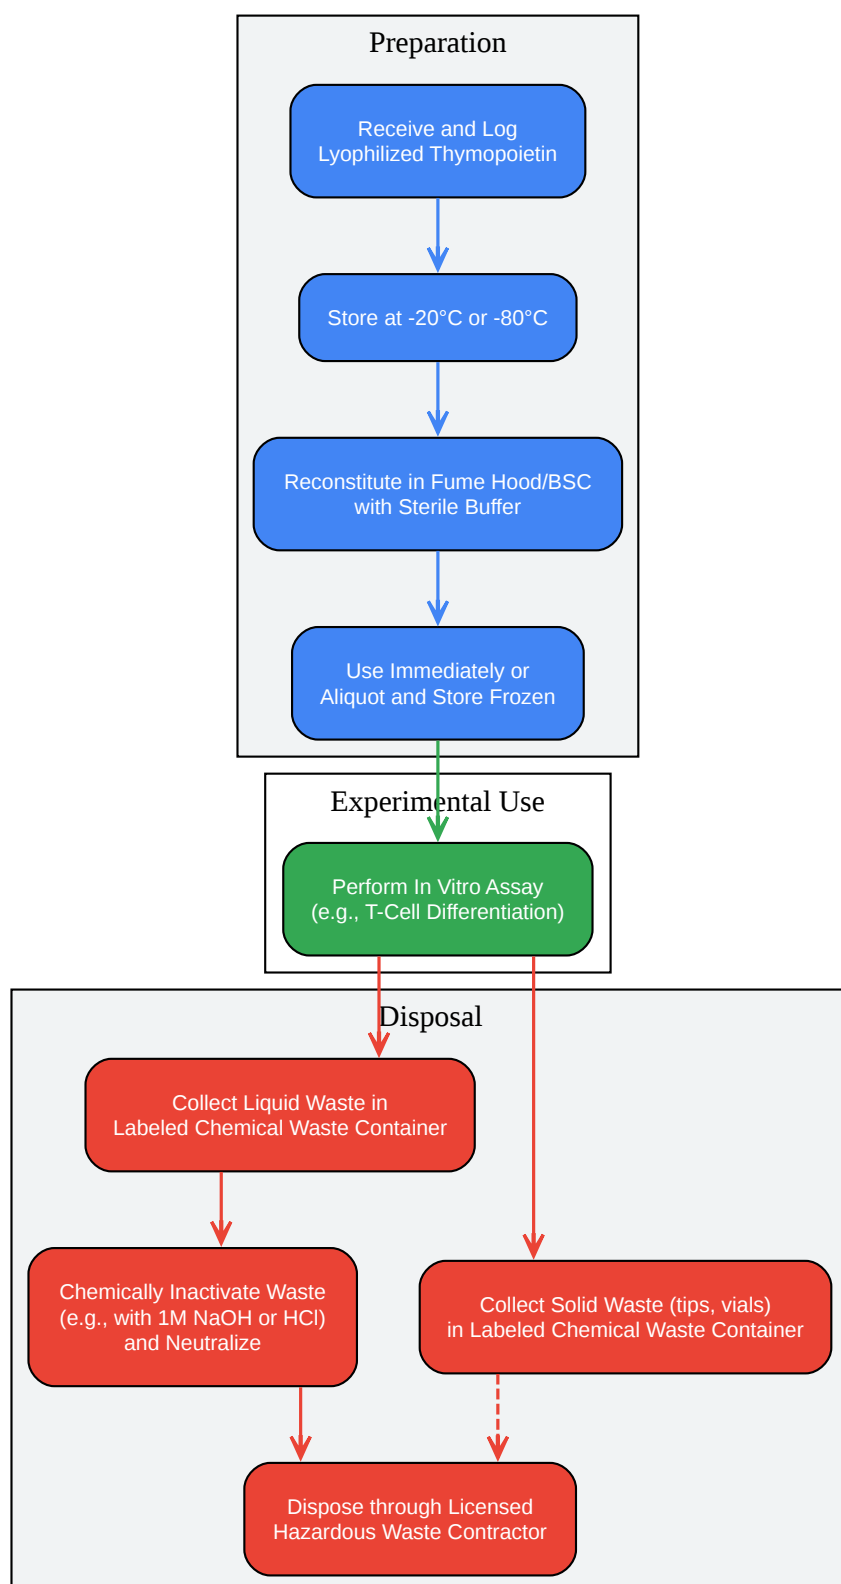 Preparation
Receive and Log
Lyophilized Thymopoietin
Store at -20°C or -80°C
Reconstitute in Fume Hood/BSC
with Sterile Buffer
Use Immediately or
Aliquot and Store Frozen
Experimental Use
Perform In Vitro Assay
(e.g., T-Cell Differentiation)
Disposal
Collect Liquid Waste in
Labeled Chemical Waste Container
Chemically Inactivate Waste
(e.g., with 1M NaOH or HCl)
and Neutralize
Collect Solid Waste (tips, vials)
in Labeled Chemical Waste Container
Dispose through Licensed
Hazardous Waste Contractor